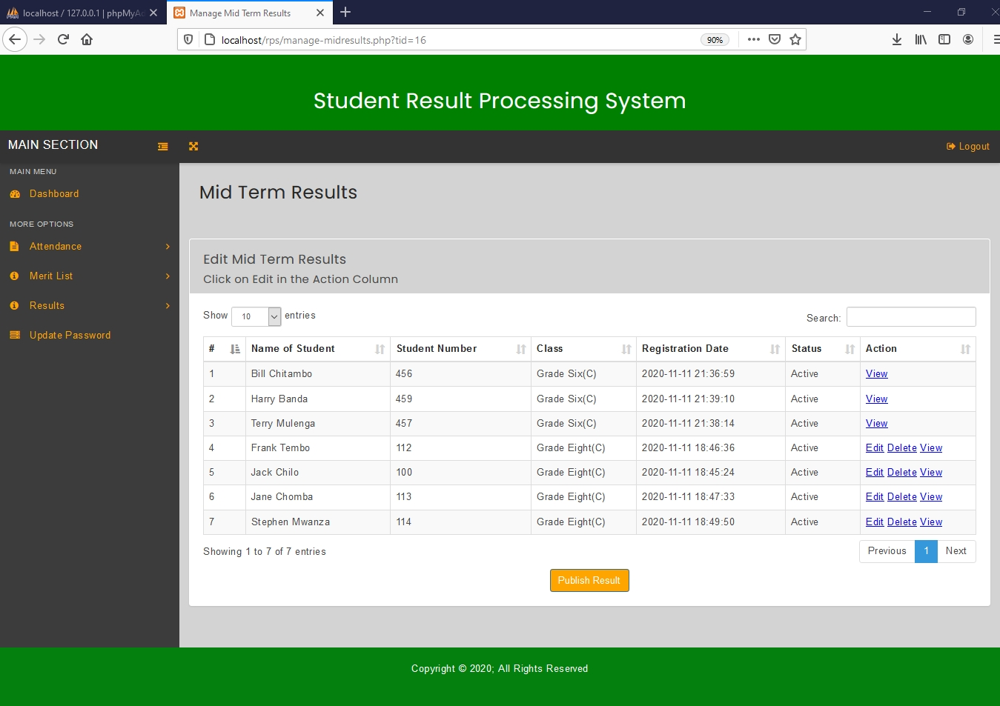 localhost / 127.0.0.1 | phpMyAd
Manage Mid Term Results
localhost/rps/manage-midresults.php?tid=16
90%
Student Result Processing System
MAIN SECTION
Logout
MAIN MENU
Dashboard
MORE OPTIONS
Attendance
Merit List
Results
Update Password
Mid Term Results
Edit Mid Term Results
Click on Edit in the Action Column
Show 10 entries
Search:
# Name of Student Student Number Class Registration Date Status Action
1 Bill Chitambo 456 Grade Six(C) 2020-11-11 21:36:59 Active View
2 Harry Banda 459 Grade Six(C) 2020-11-11 21:39:10 Active View
3 Terry Mulenga 457 Grade Six(C) 2020-11-11 21:38:14 Active View
4 Frank Tembo 112 Grade Eight(C) 2020-11-11 18:46:36 Active Edit Delete View
5 Jack Chilo 100 Grade Eight(C) 2020-11-11 18:45:24 Active Edit Delete View
6 Jane Chomba 113 Grade Eight(C) 2020-11-11 18:47:33 Active Edit Delete View
7 Stephen Mwanza 114 Grade Eight(C) 2020-11-11 18:49:50 Active Edit Delete View
Showing 1 to 7 of 7 entries
Previous 1 Next
Publish Result
Copyright © 2020; All Rights Reserved